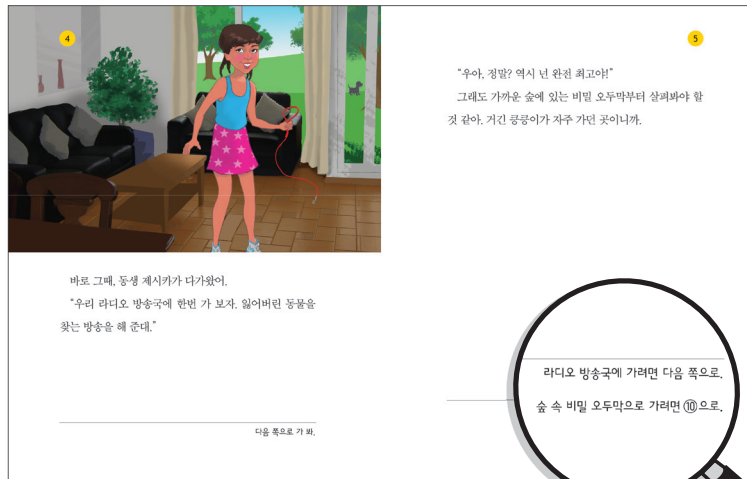 4
바로 그때, 동생 제시카가 다가왔어.
"우리 라디오 방송국에 한번 가 보자. 잃어버린 동물을
찾는 방송을 해 준대."
다음 쪽으로 가 봐.
5
"우아, 정말? 역시 넌 완전 최고야!"
그래도 가까운 숲에 있는 비밀 오두막부터 살펴봐야 할
것 같아. 거긴 킁킁이가 자주 가던 곳이니까.
라디오 방송국에 가려면 다음 쪽으로.
숲 속 비밀 오두막으로 가려면 ⑩으로.